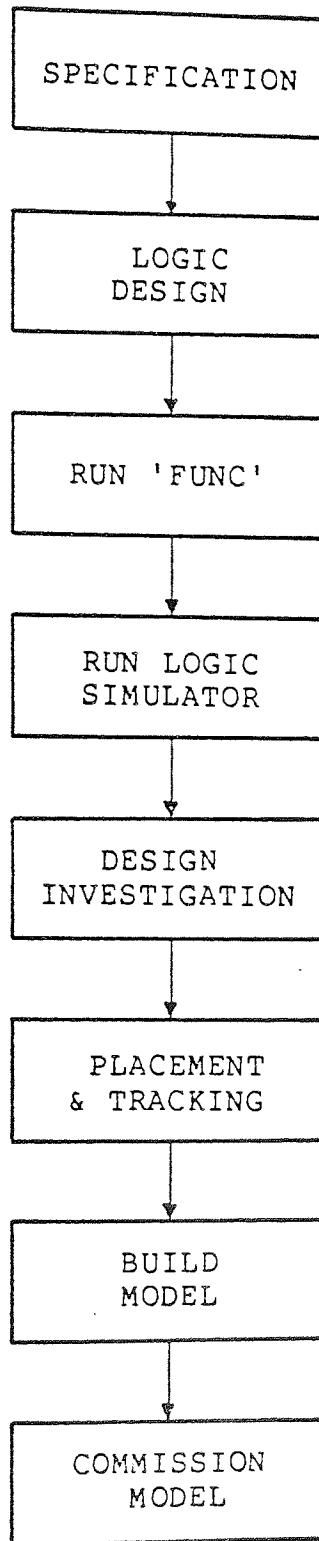 SPECIFICATION
LOGIC
DESIGN
RUN 'FUNC'
RUN LOGIC
SIMULATOR
DESIGN
INVESTIGATION
PLACEMENT
& TRACKING
BUILD
MODEL
COMMISSION
MODEL